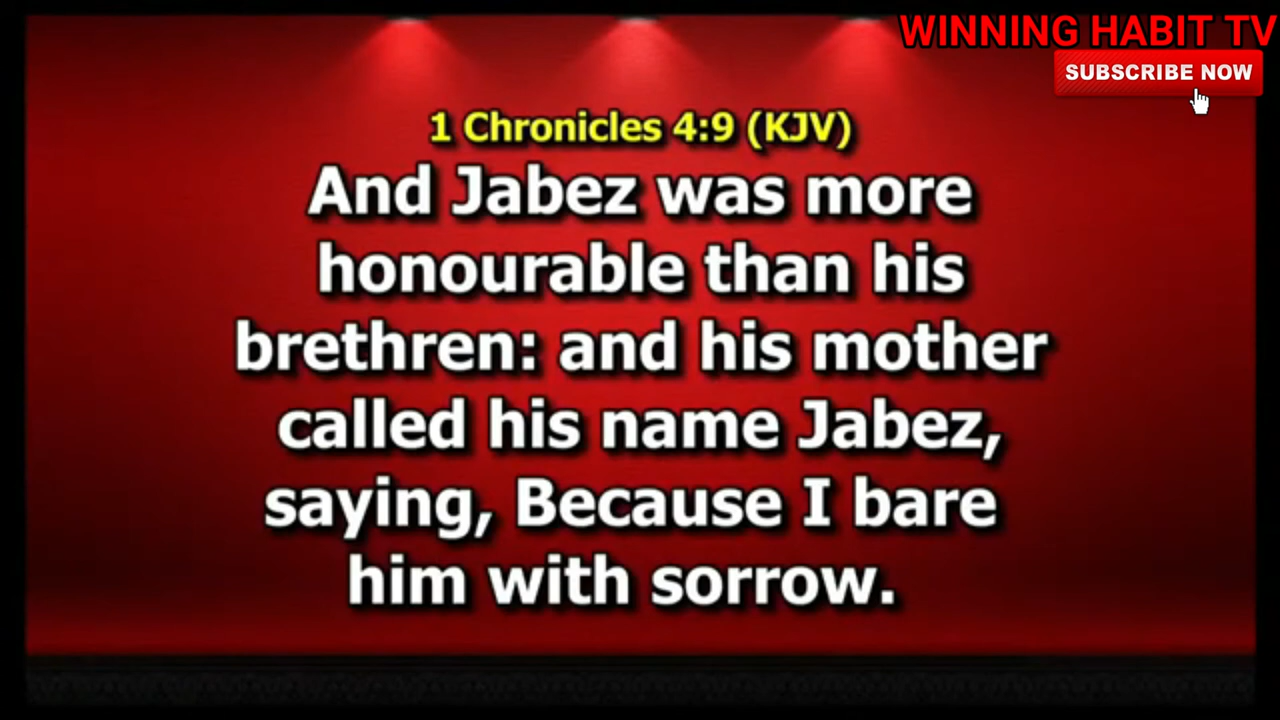 WINNING HABIT TV
SUBSCRIBE NOW
1 Chronicles 4:9 (KJV)
And Jabez was more
honourable than his
brethren: and his mother
called his name Jabez,
saying, Because I bare
him with sorrow.